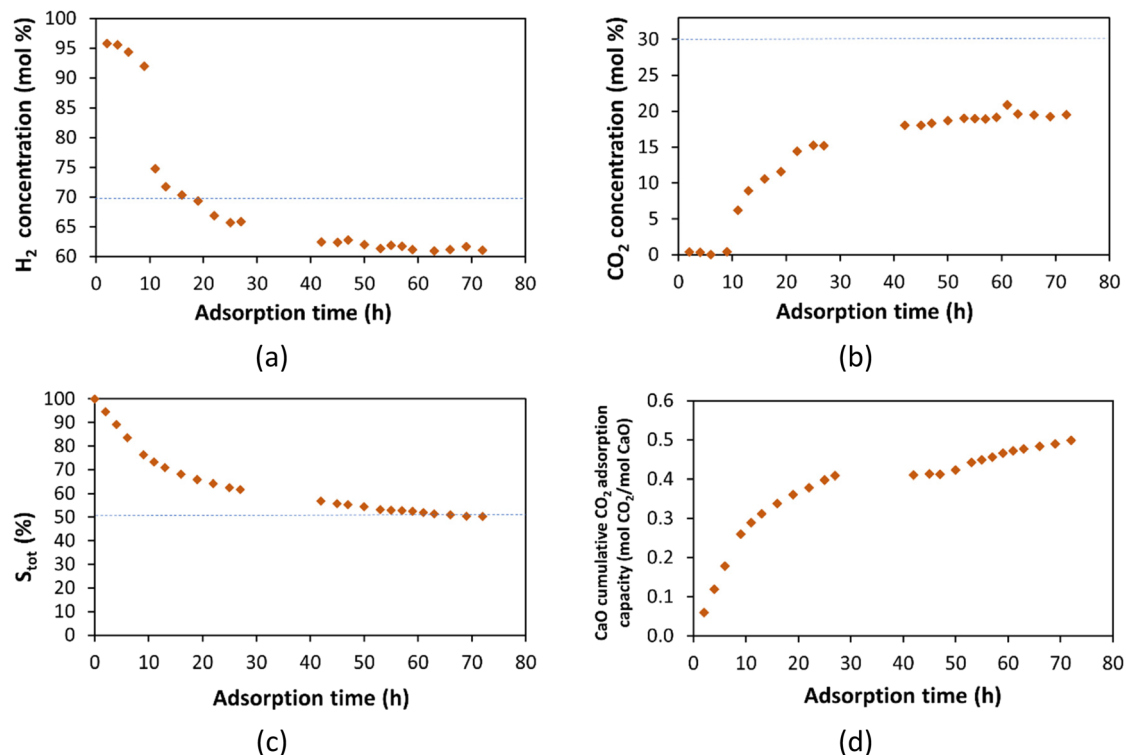 H₂ concentration (mol %)
100
95
90
85
80
75
70
65
60
0 10 20 30 40 50 60 70 80
Adsorption time (h)
(a)
CO₂ concentration (mol %)
30
25
20
15
10
5
0
0 10 20 30 40 50 60 70 80
Adsorption time (h)
(b)
S_tot (%)
100
90
80
70
60
50
40
30
20
10
0
0 10 20 30 40 50 60 70 80
Adsorption time (h)
(c)
CaO cumulative CO₂ adsorption
capacity (mol CO₂/mol CaO)
0.6
0.5
0.4
0.3
0.2
0.1
0.0
0 10 20 30 40 50 60 70 80
Adsorption time (h)
(d)